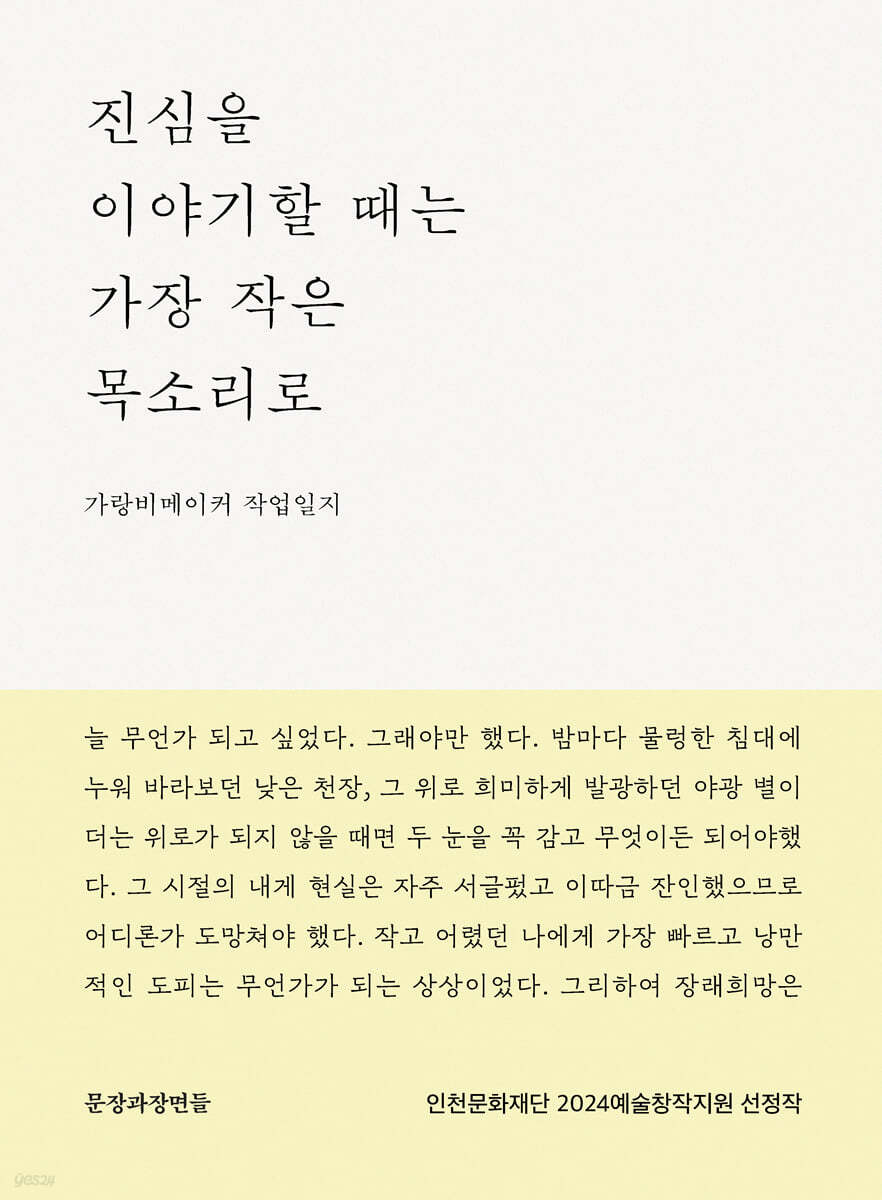 진심을
이야기할 때는
가장 작은
목소리로
가랑비메이커 작업일지
늘 무언가 되고 싶었다. 그래야만 했다. 밤마다 물렁한 침대에
누워 바라보던 낮은 천장, 그 위로 희미하게 발광하던 야광 별이
더는 위로가 되지 않을 때면 두 눈을 꼭 감고 무엇이든 되어야했
다. 그 시절의 내게 현실은 자주 서글펐고 이따금 잔인했으므로
어디론가 도망쳐야 했다. 작고 어렸던 나에게 가장 빠르고 낭만
적인 도피는 무언가가 되는 상상이었다. 그리하여 장래희망은
문장과장면들
인천문화재단 2024예술창작지원 선정작
yes24